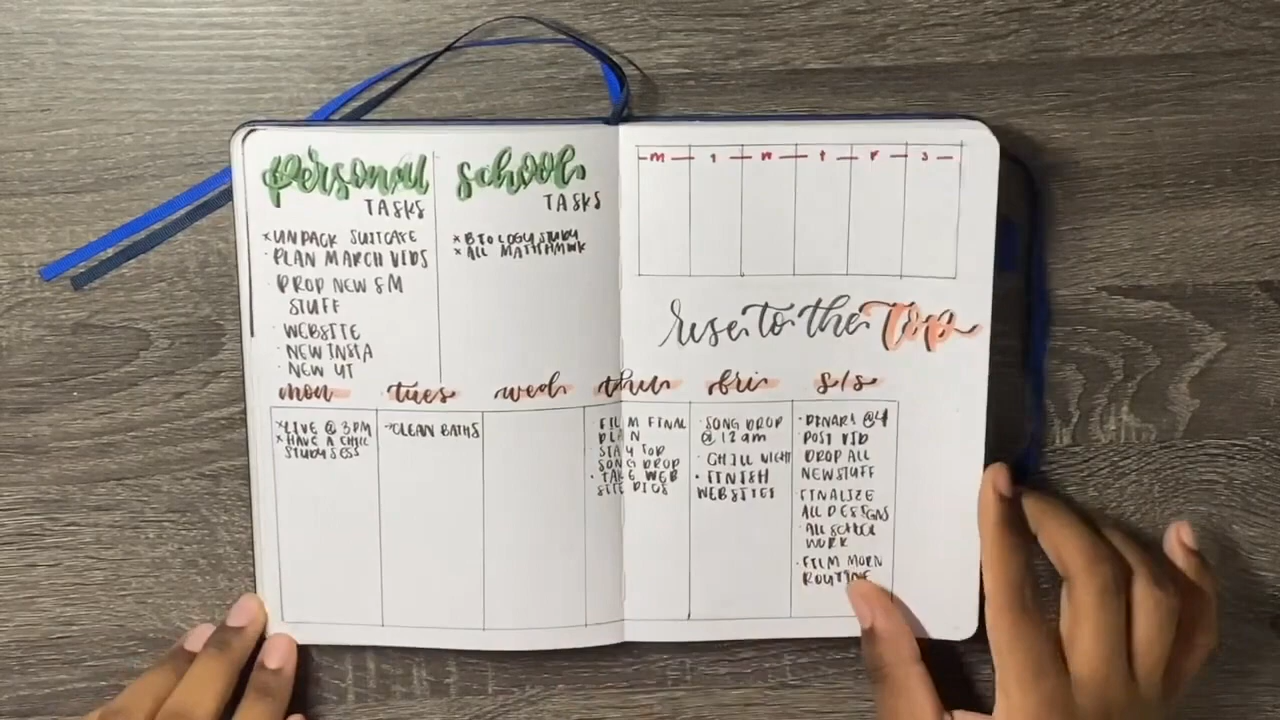 personal
TASKS
×UNPACK SUITCASE
· PLAN MARCH VIDS
· DROP NEW SM
STUFF
· WEBSITE
· NEW INSTA
· NEW YT
school
TASKS
× BIOLOGY STUDY
× ALL MATH HMWK
M T W T F S
rise to the Top
mon tues wed thur fri s/s
×LIVE @ 3PM
×HAVE A CHILL
STUDY SESS
CLEAN BATHS
· FILM FINAL
PLAN
STAY FOR
SONG DROP
· TAKE WEB
SITE PICS
· SONG DROP
@ 12 am
· CHILL NIGHT
· FINISH
WEBSITES
@4
POST VID
DROP ALL
NEW STUFF
· FINALIZE
ALL DESIGNS
· ALL SCHOOL
WORK
· FILM MORN
ROUTINE